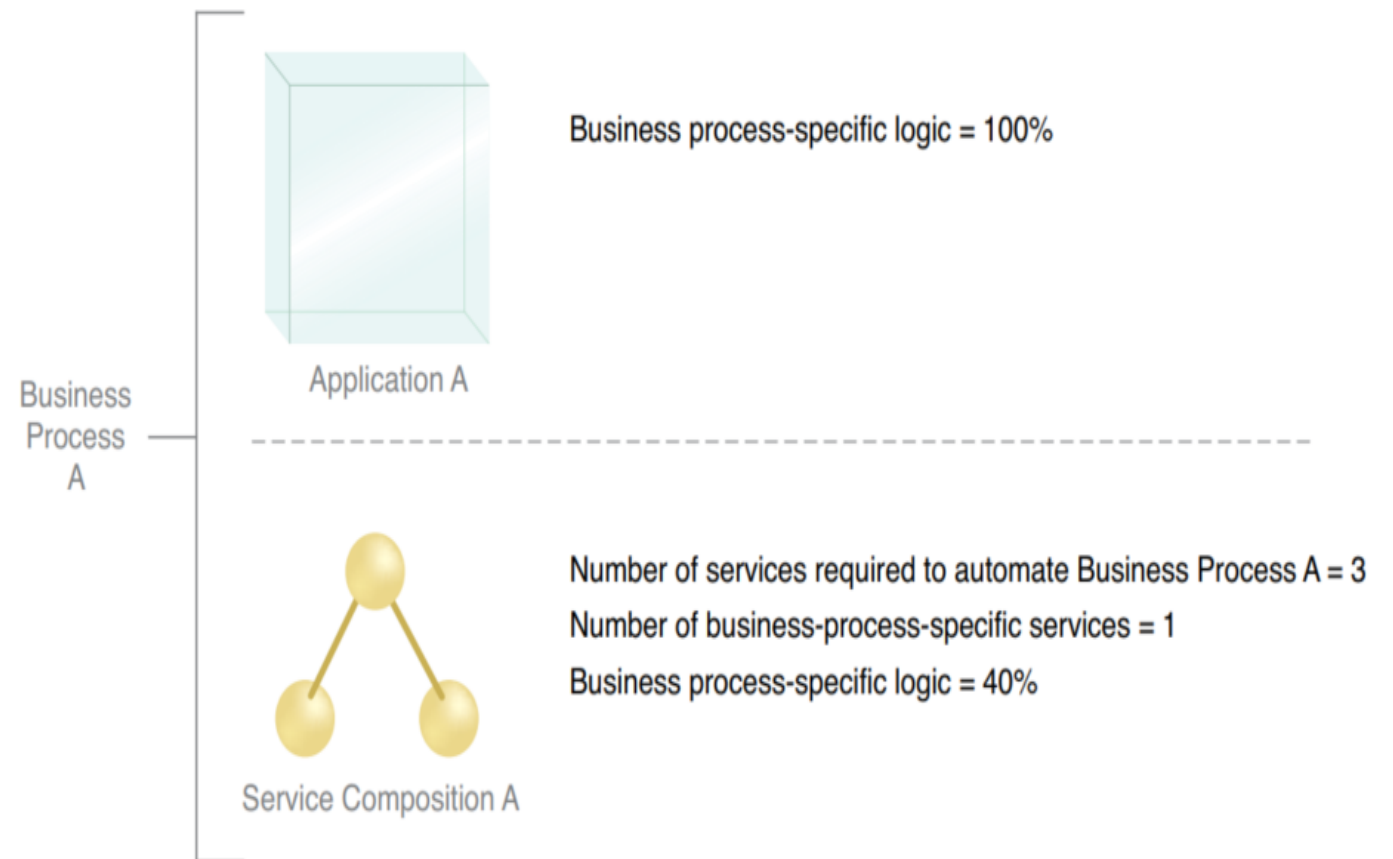 Business process-specific logic = 100%
Application A
Business
Process
A
Number of services required to automate Business Process A = 3
Number of business-process-specific services = 1
Business process-specific logic = 40%
Service Composition A